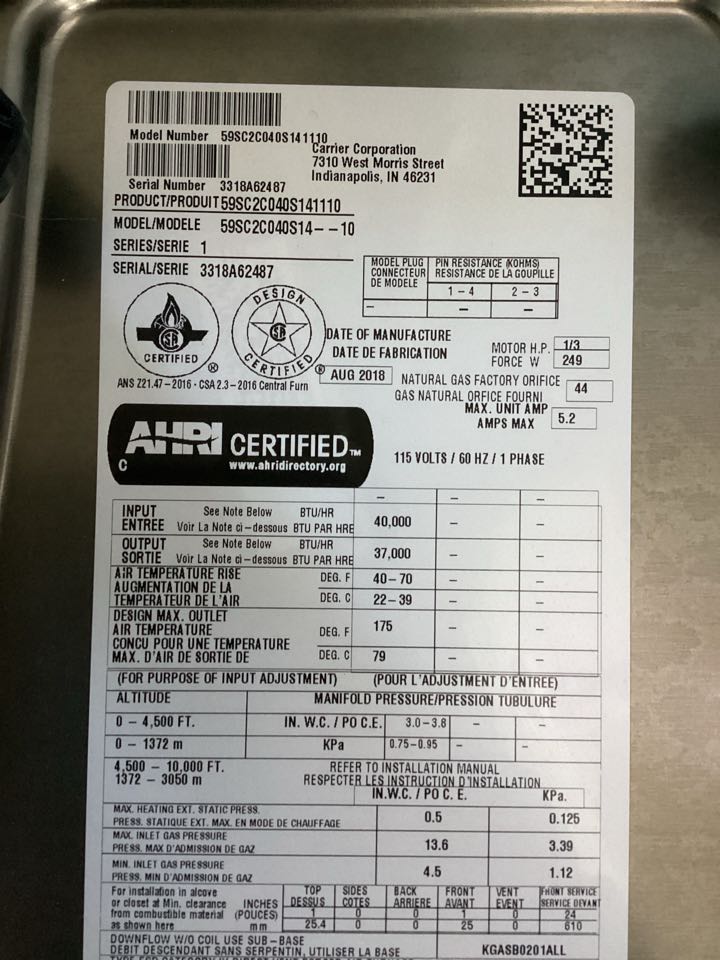 Model Number 59SC2C040S141110
Carrier Corporation
7310 West Morris Street
Indianapolis, IN 46231
Serial Number 3318A62487
PRODUCT/PRODUIT 59SC2C040S141110
MODEL/MODELE 59SC2C040S14--10
SERIES/SERIE 1
SERIAL/SERIE 3318A62487
MODEL PLUG CONNECTEUR DE MODELE
PIN RESISTANCE (KOHMS)
RESISTANCE DE LA GOUPILLE
1-4 2-3
- - -
SA
CERTIFIED ®
DESIGN
SA
CERTIFIED ®
DATE OF MANUFACTURE
DATE DE FABRICATION
AUG 2018
MOTOR H.P. 1/3
FORCE W 249
ANS Z21.47-2016 · CSA 2.3-2016 Central Furn
NATURAL GAS FACTORY ORIFICE
GAS NATURAL ORFICE FOURNI
44
MAX. UNIT AMP
AMPS MAX
5.2
AHRI CERTIFIED™
C www.ahridirectory.org
115 VOLTS / 60 HZ / 1 PHASE
- - -
INPUT See Note Below BTU/HR
ENTREE Voir La Note ci-dessous BTU PAR HRE
40,000 - -
OUTPUT See Note Below BTU/HR
SORTIE Voir La Note ci-dessous BTU PAR HRE
37,000 - -
AIR TEMPERATURE RISE DEG. F 40-70 - -
AUGMENTATION DE LA
TEMPERATEUR DE L'AIR DEG. C 22-39 - -
DESIGN MAX. OUTLET
AIR TEMPERATURE DEG. F 175 - -
CONCU POUR UNE TEMPERATURE
MAX. D'AIR DE SORTIE DE DEG. C 79 - -
(FOR PURPOSE OF INPUT ADJUSTMENT) (POUR L'ADJUSTMENT D'ENTREE)
ALTITUDE MANIFOLD PRESSURE/PRESSION TUBULURE
0 - 4,500 FT. IN. W.C. / PO C.E. 3.0-3.8 - -
0 - 1372 m KPa 0.75-0.95 - -
4,500 - 10,000 FT. REFER TO INSTALLATION MANUAL
1372 - 3050 m RESPECTER LES INSTRUCTION D'INSTALLATION
IN.W.C. / PO C. E. KPa.
MAX. HEATING EXT. STATIC PRESS.
PRESS. STATIQUE EXT. MAX. EN MODE DE CHAUFFAGE
0.5 0.125
MAX. INLET GAS PRESSURE
PRESS. MAX D'ADMISSION DE GAZ
13.6 3.39
MIN. INLET GAS PRESSURE
PRESS. MIN D'ADMISSION DE GAZ
4.5 1.12
For installation in alcove
or closet at Min. clearance
from combustible material
as shown here
INCHES
(POUCES)
mm
TOP SIDES BACK FRONT VENT FRONT SERVICE
DESSUS COTES ARRIERE AVANT EVENT SERVICE DEVANT
1 0 0 1 0 24
25.4 0 0 25 0 610
DOWNFLOW W/O COIL USE SUB-BASE
DEBIT DESCENDANT SANS SERPENTIN, UTILISER LA BASE
KGASB0201ALL